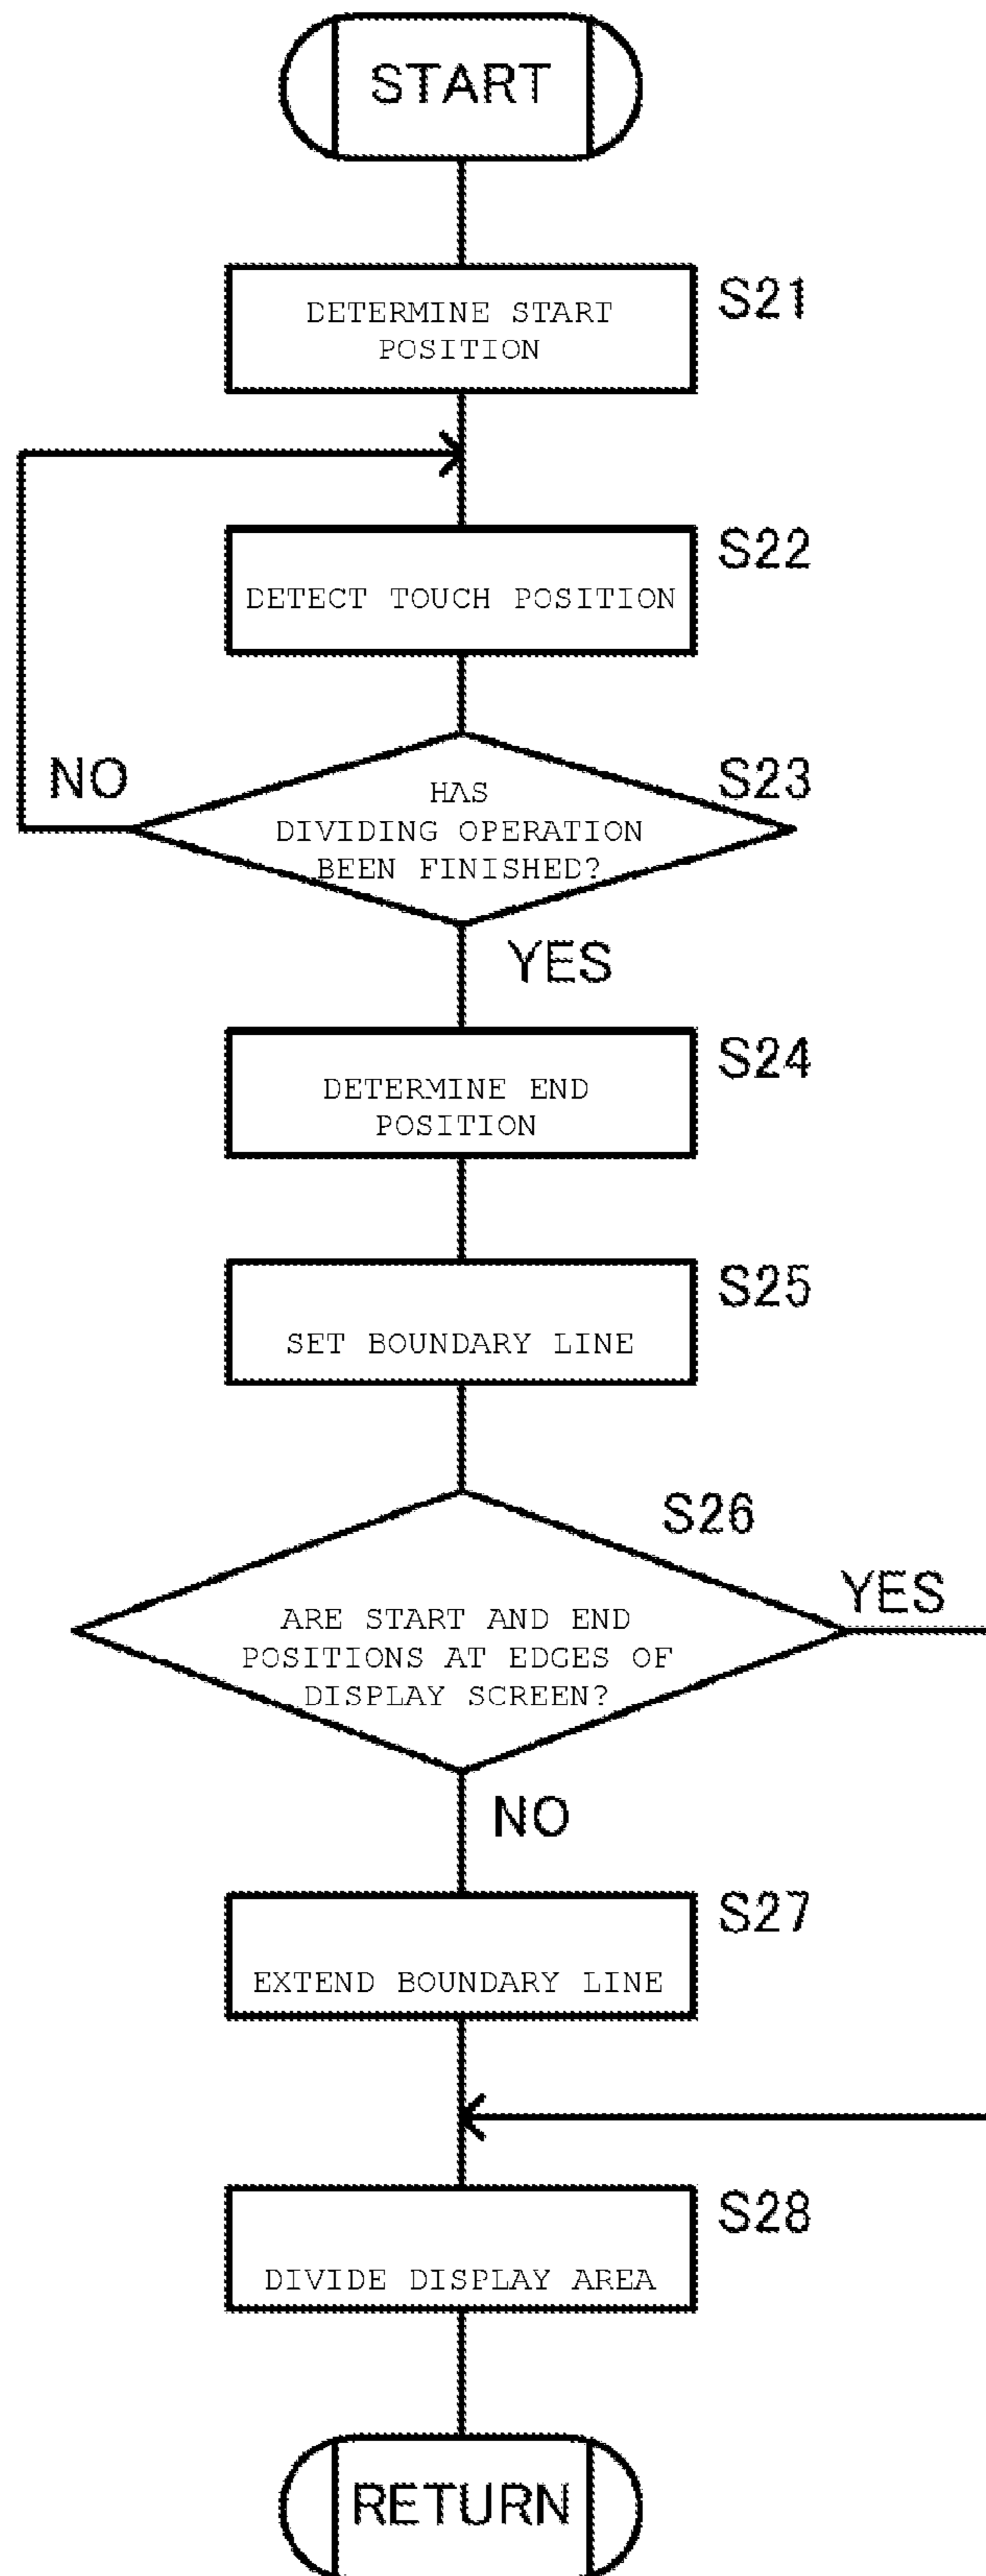 START
S21
DETERMINE START
POSITION
S22
DETECT TOUCH POSITION
NO
S23
HAS
DIVIDING OPERATION
BEEN FINISHED?
YES
S24
DETERMINE END
POSITION
S25
SET BOUNDARY LINE
S26
YES
ARE START AND END
POSITIONS AT EDGES OF
DISPLAY SCREEN?
NO
S27
EXTEND BOUNDARY LINE
S28
DIVIDE DISPLAY AREA
RETURN